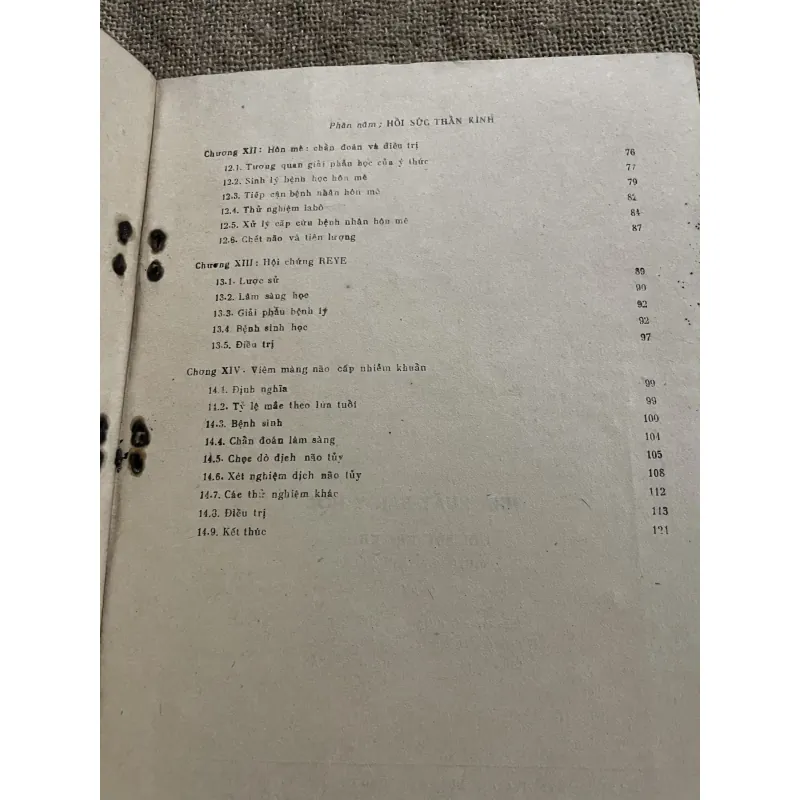 Phần năm; HỒI SỨC THẦN KINH
Chương XII: Hôn mê: chẩn đoán và điều trị
12.1. Tương quan giải phẫu học của ý thức 76
12.2. Sinh lý bệnh học hôn mê 77
12.3. Tiếp cận bệnh nhân hôn mê 79
12.4. Thử nghiệm labô 82
12.5. Xử lý cấp cứu bệnh nhân hôn mê 84
12.6. Chết não và tiên lượng 87
Chương XIII: Hội chứng REYE
13.1. Lược sử 89
13.2. Lâm sàng học 90
13.3. Giải phẫu bệnh lý 92
13.4. Bệnh sinh học 92
13.5. Điều trị 97
Chơng XIV. Viêm màng não cấp nhiễm khuẩn
14.1. Định nghĩa 99
14.2. Tỷ lệ mắc theo lứa tuổi 99
14.3. Bệnh sinh 100
14.4. Chẩn đoán lâm sàng 104
14.5. Chọc dò dịch não tủy 105
14.6. Xét nghiệm dịch não tủy 108
14.7. Các thử nghiệm khác 112
14.3. Điều trị 113
14.9. Kết thúc 121